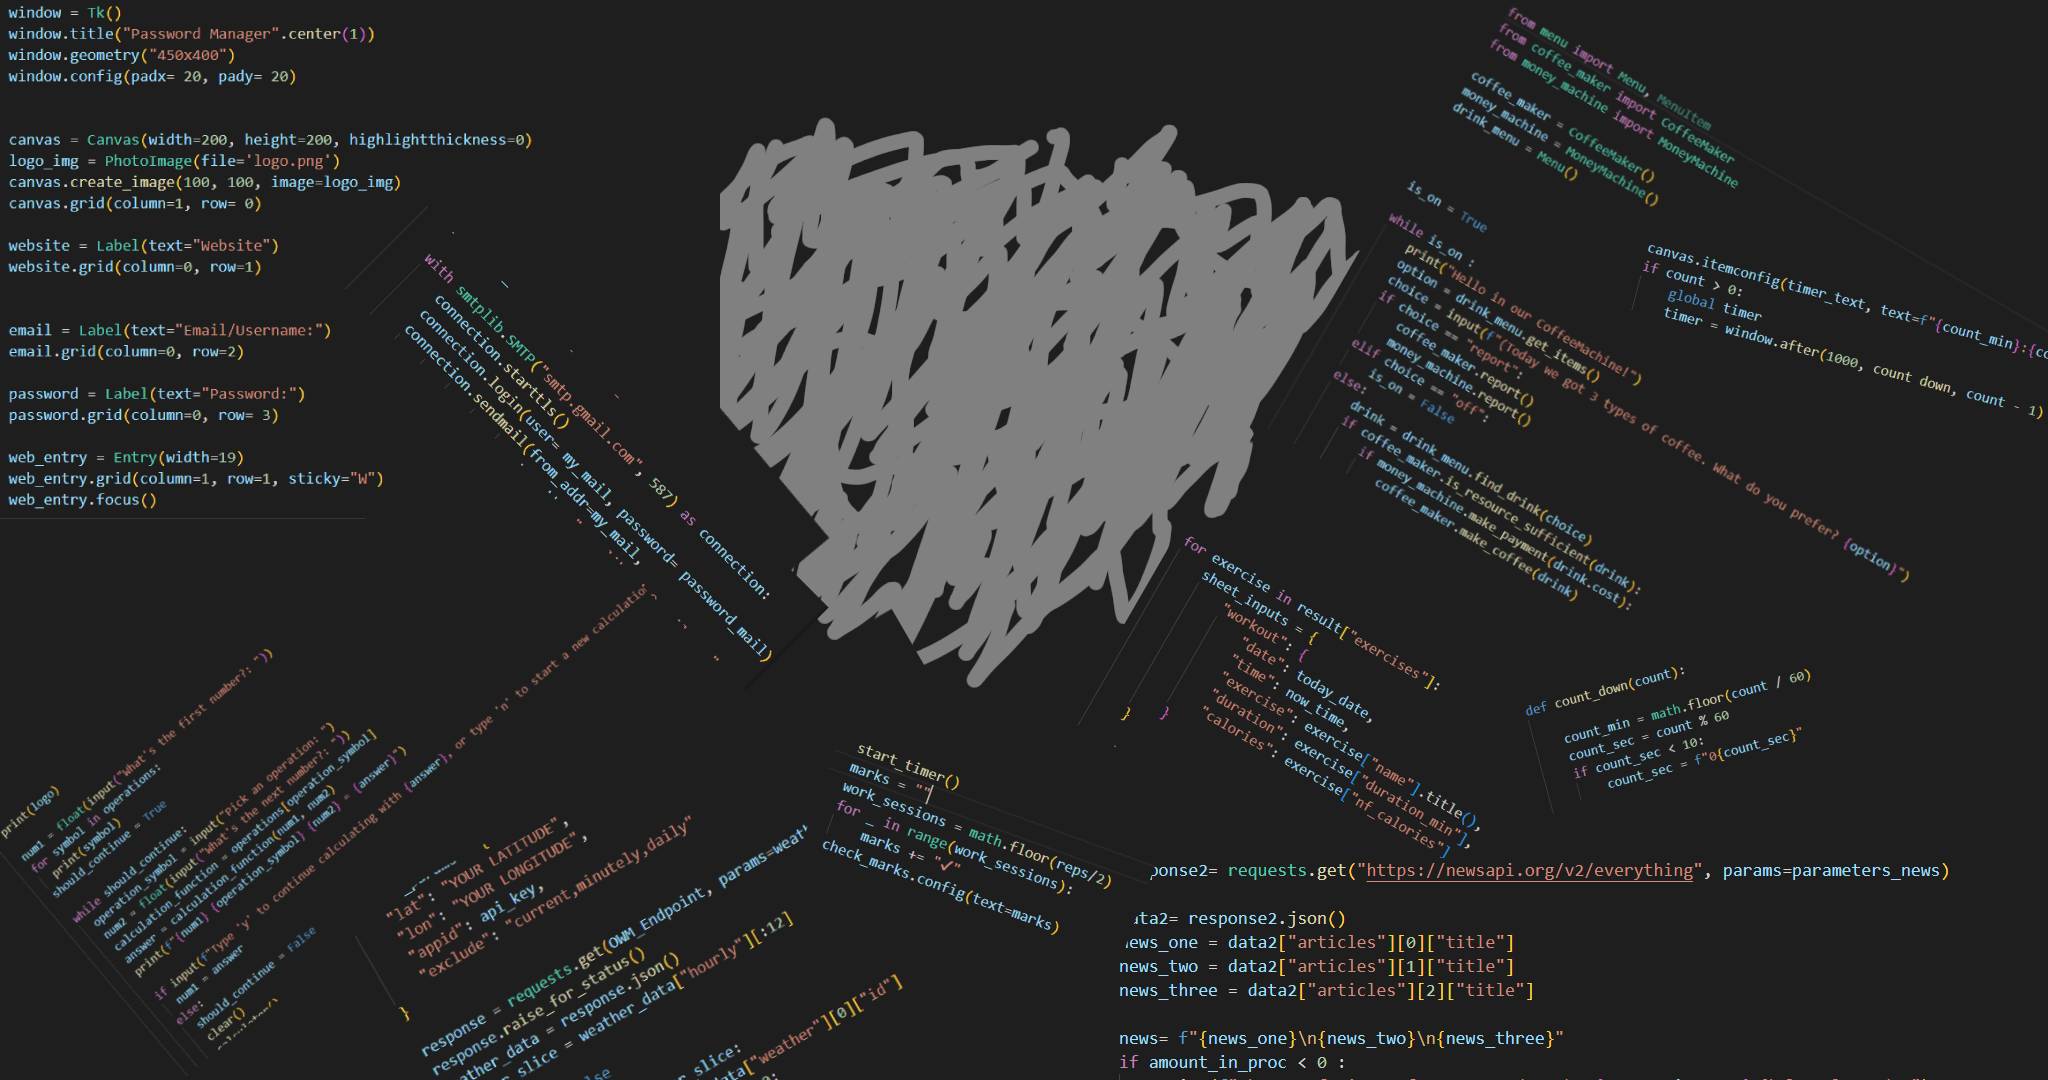 window = Tk()
window.title("Password Manager".center(1))
window.geometry("450x400")
window.config(padx= 20, pady= 20)
canvas = Canvas(width=200, height=200, highlightthickness=0)
logo_img = PhotoImage(file='logo.png')
canvas.create_image(100, 100, image=logo_img)
canvas.grid(column=1, row= 0)
website = Label(text="Website")
website.grid(column=0, row=1)
email = Label(text="Email/Username:")
email.grid(column=0, row=2)
password = Label(text="Password:")
password.grid(column=0, row= 3)
web_entry = Entry(width=19)
web_entry.grid(column=1, row=1, sticky="W")
web_entry.focus()
with smtplib.SMTP("smtp.gmail.com", 587) as connection:
connection.starttls()
connection.login(user= my_mail, password= password_mail)
connection.sendmail(from_addr=my_mail,
from menu import Menu, MenuItem
from coffee_maker import CoffeeMaker
from money_machine import MoneyMachine
coffee_maker = CoffeeMaker()
money_machine = MoneyMachine()
drink_menu = Menu()
is_on = True
while is_on :
print("Hello in our CoffeeMachine!")
option = drink_menu.get_items()
choice = input(f"(Today we got 3 types of coffee. What do you prefer? {option}")
if choice == "report":
coffee_maker.report()
money_machine.report()
elif choice == "off":
is_on = False
else:
drink = drink_menu.find_drink(choice)
if coffee_maker.is_resource_sufficient(drink):
if money_machine.make_payment(drink.cost):
coffee_maker.make_coffee(drink)
canvas.itemconfig(timer_text, text=f"{count_min}:{co
if count > 0:
global timer
timer = window.after(1000, count_down, count - 1)
print(logo)
num1 = float(input("What's the first number?: "))
for symbol in operations:
print(symbol)
should_continue = True
while should_continue:
operation_symbol = input("Pick an operation: ")
num2 = float(input("What's the next number?: "))
calculation_function = operations[operation_symbol]
answer = calculation_function(num1, num2)
print(f"{num1} {operation_symbol} {num2} = {answer}")
if input(f"Type 'y' to continue calculating with {answer}, or type 'n' to start a new calculation
num1 = answer
else:
should_continue = False
clear()
"lat": "YOUR LATITUDE",
"lon": "YOUR LONGITUDE",
"appid": api_key,
"exclude": "current,minutely,daily"
}
response = requests.get(OWM_Endpoint, params=weat
response.raise_for_status()
ather_data = response.json()
r_slice = weather_data["hourly"][:12]
r_slice:
data["weather"][0]["id"]
start_timer()
marks = ""
work_sessions = math.floor(reps/2)
for _ in range(work_sessions):
marks += "✓"
check_marks.config(text=marks)
for exercise in result["exercises"]:
sheet_inputs = {
"workout": {
"date": today_date,
"time": now_time,
"exercise": exercise["name"].title(),
"duration": exercise["duration_min"],
"calories": exercise["nf_calories"]
}
}
def count_down(count):
count_min = math.floor(count / 60)
count_sec = count % 60
if count_sec < 10:
count_sec = f"0{count_sec}"
ponse2= requests.get("https://newsapi.org/v2/everything", params=parameters_news)
ata2= response2.json()
news_one = data2["articles"][0]["title"]
news_two = data2["articles"][1]["title"]
news_three = data2["articles"][2]["title"]
news= f"{news_one}\n{news_two}\n{news_three}"
if amount_in_proc < 0 :